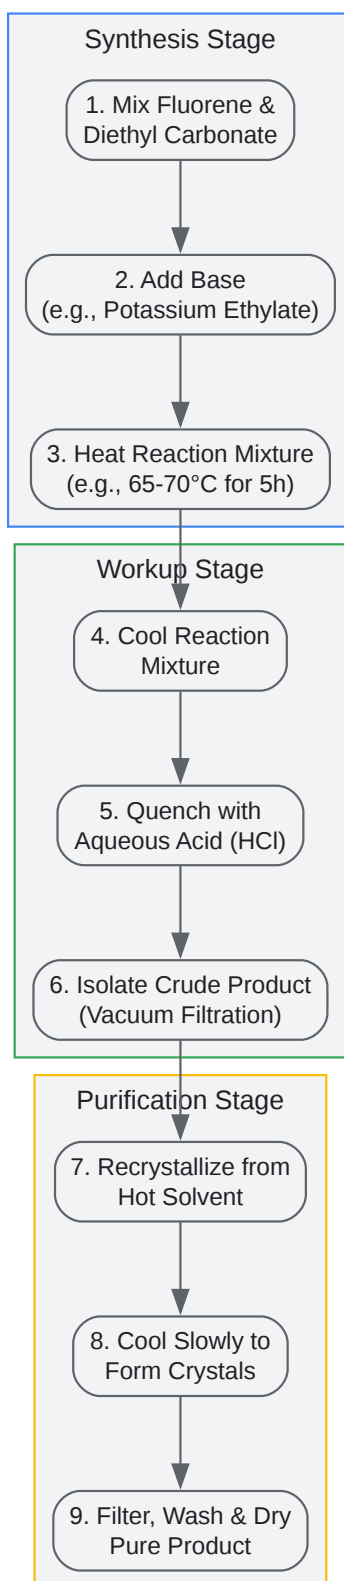 Synthesis Stage
1. Mix Fluorene &
Diethyl Carbonate
2. Add Base
(e.g., Potassium Ethylate)
3. Heat Reaction Mixture
(e.g., 65-70°C for 5h)
Workup Stage
4. Cool Reaction
Mixture
5. Quench with
Aqueous Acid (HCl)
6. Isolate Crude Product
(Vacuum Filtration)
Purification Stage
7. Recrystallize from
Hot Solvent
8. Cool Slowly to
Form Crystals
9. Filter, Wash & Dry
Pure Product